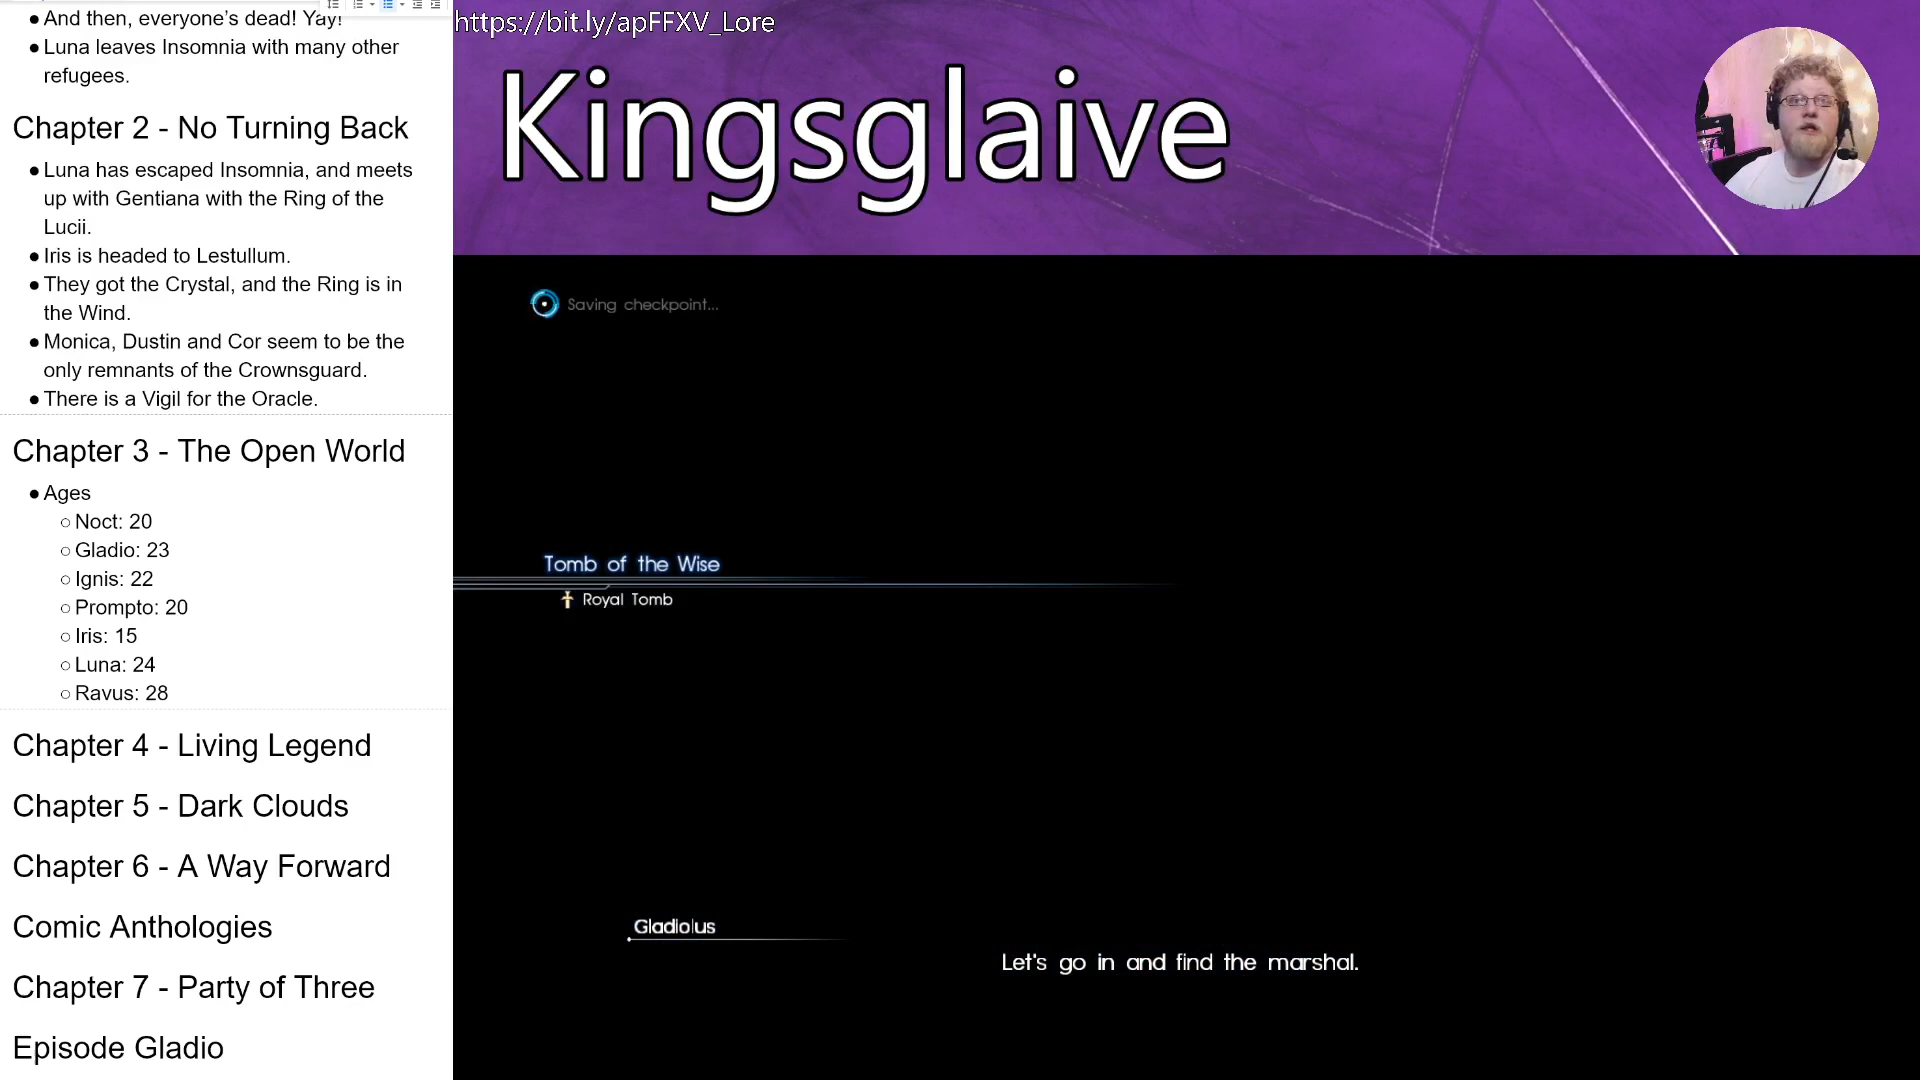 ● And then, everyone’s dead! Yay!
● Luna leaves Insomnia with many other
refugees.
Chapter 2 - No Turning Back
● Luna has escaped Insomnia, and meets
up with Gentiana with the Ring of the
Lucii.
● Iris is headed to Lestullum.
● They got the Crystal, and the Ring is in
the Wind.
● Monica, Dustin and Cor seem to be the
only remnants of the Crownsguard.
● There is a Vigil for the Oracle.
Chapter 3 - The Open World
● Ages
○ Noct: 20
○ Gladio: 23
○ Ignis: 22
○ Prompto: 20
○ Iris: 15
○ Luna: 24
○ Ravus: 28
Chapter 4 - Living Legend
Chapter 5 - Dark Clouds
Chapter 6 - A Way Forward
Comic Anthologies
Chapter 7 - Party of Three
Episode Gladio
https://bit.ly/apFFXV_Lore
Kingsglaive
Saving checkpoint...
Tomb of the Wise
Royal Tomb
Gladiolus
Let's go in and find the marshal.